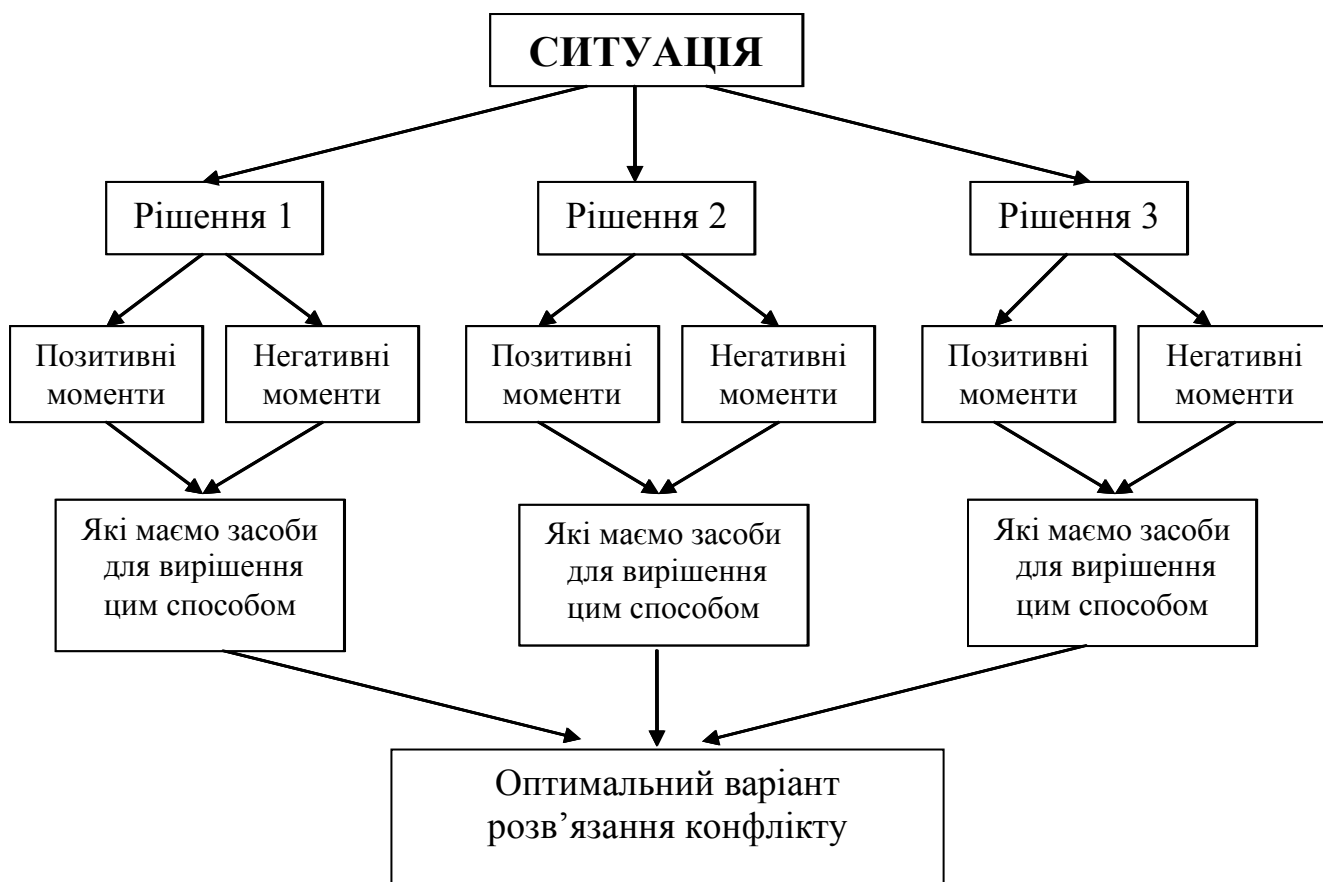 СИТУАЦІЯ
Рішення 1
Рішення 2
Рішення 3
Позитивні
моменти
Негативні
моменти
Позитивні
моменти
Негативні
моменти
Позитивні
моменти
Негативні
моменти
Які маємо засоби
для вирішення
цим способом
Які маємо засоби
для вирішення
цим способом
Які маємо засоби
для вирішення
цим способом
Оптимальний варіант
розв’язання конфлікту